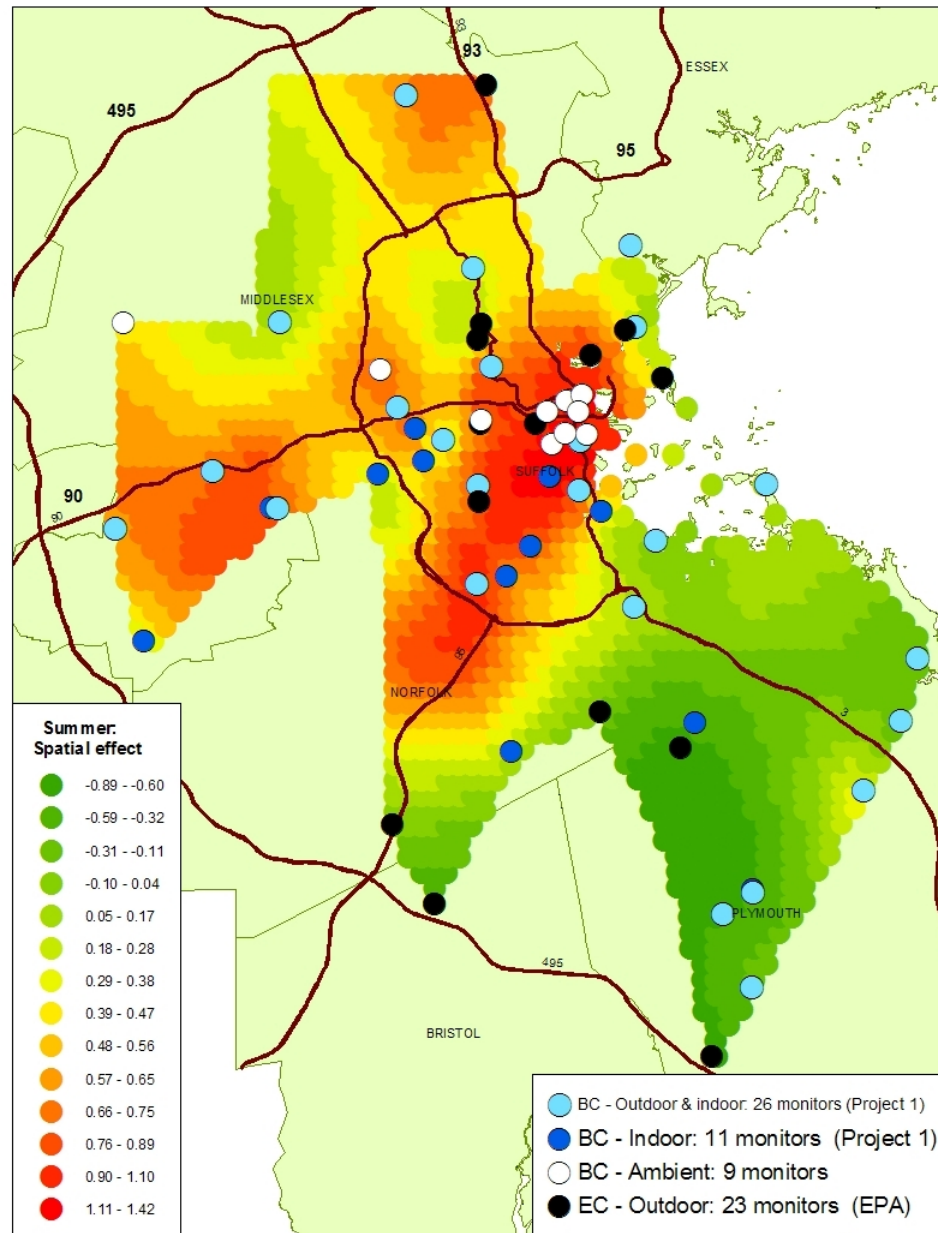 93
93
ESSEX
495
95
MIDDLESEX
90
90
SUFFOLK
NORFOLK
95
3
PLYMOUTH
495
BRISTOL
Summer:
Spatial effect
-0.89 - -0.60
-0.59 - -0.32
-0.31 - -0.11
-0.10 - 0.04
0.05 - 0.17
0.18 - 0.28
0.29 - 0.38
0.39 - 0.47
0.48 - 0.56
0.57 - 0.65
0.66 - 0.75
0.76 - 0.89
0.90 - 1.10
1.11 - 1.42
BC - Outdoor & indoor: 26 monitors (Project 1)
BC - Indoor: 11 monitors (Project 1)
BC - Ambient: 9 monitors
EC - Outdoor: 23 monitors (EPA)